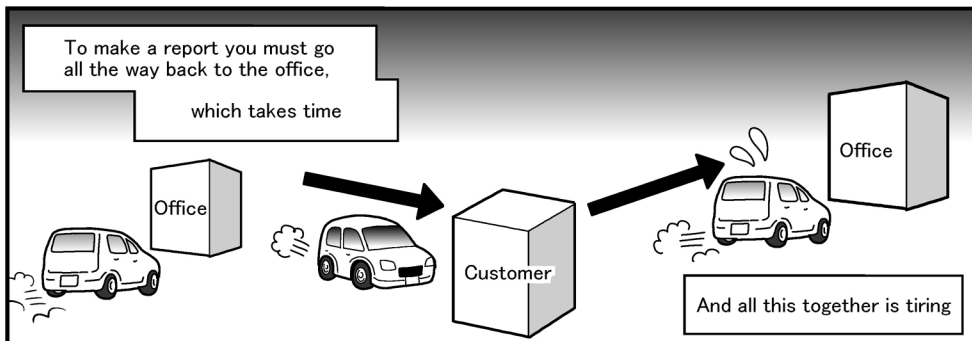 To make a report you must go
all the way back to the office,
which takes time
Office
Customer
Office
And all this together is tiring